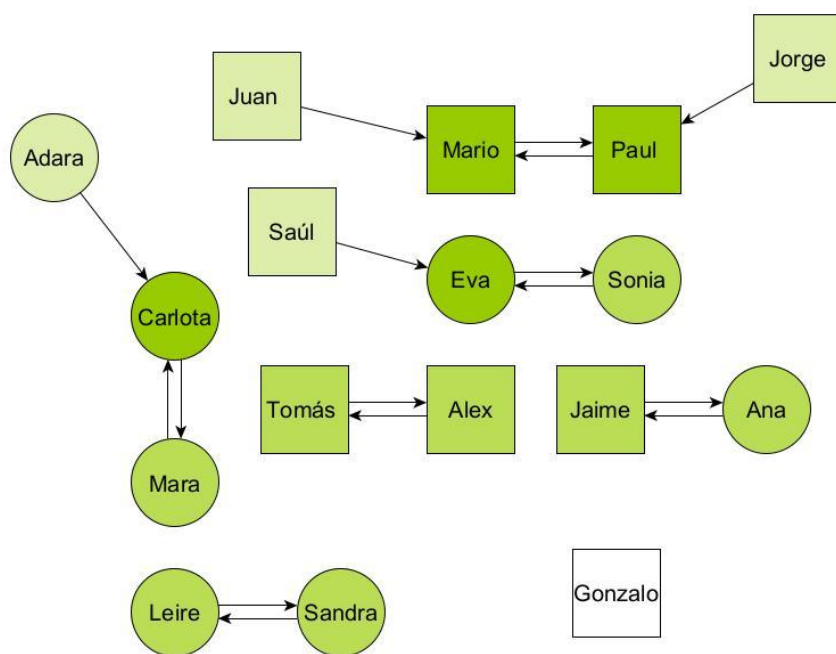 Jorge
Juan
Adara
Mario
Paul
Saúl
Eva
Sonia
Carlota
Tomás
Alex
Jaime
Ana
Mara
Gonzalo
Leire
Sandra